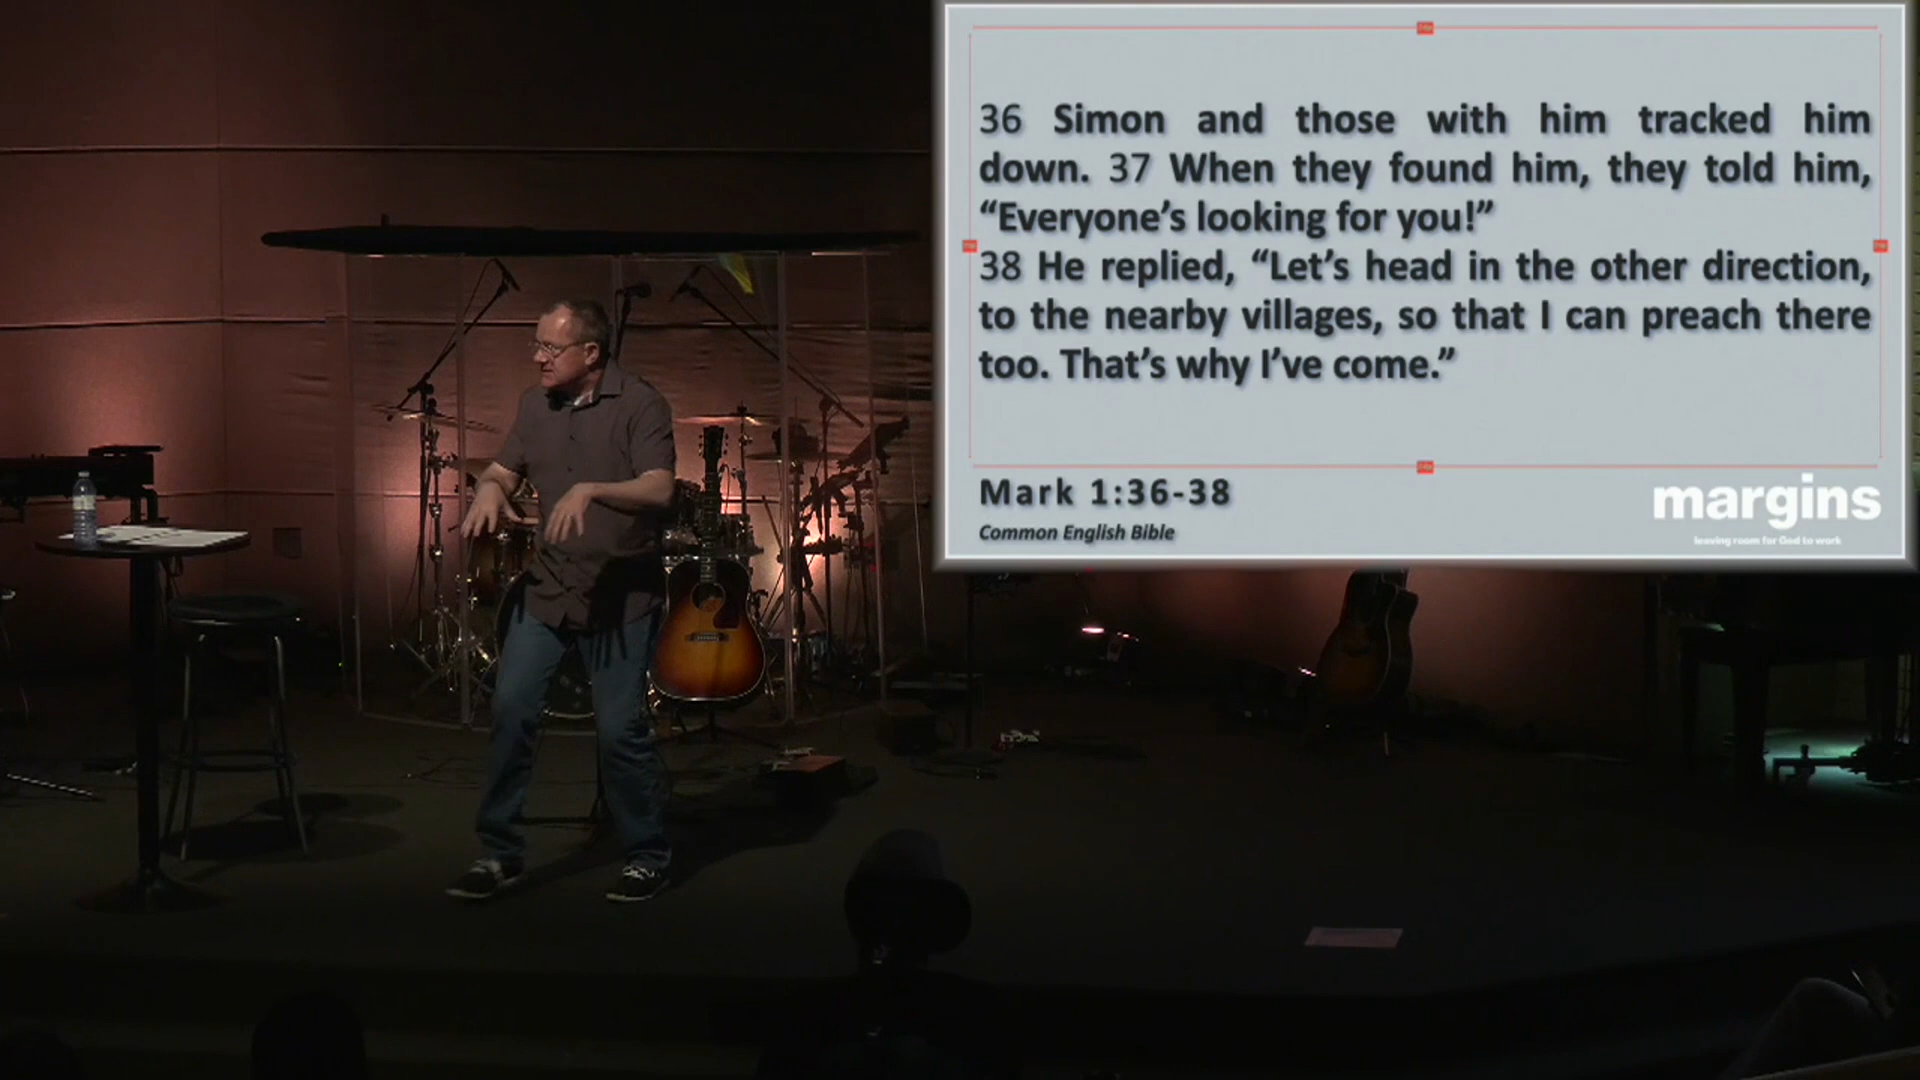 36 Simon and those with him tracked him
down. 37 When they found him, they told him,
“Everyone’s looking for you!”
38 He replied, “Let’s head in the other direction,
to the nearby villages, so that I can preach there
too. That’s why I’ve come.”
Mark 1:36-38
Common English Bible
margins
leaving room for God to work